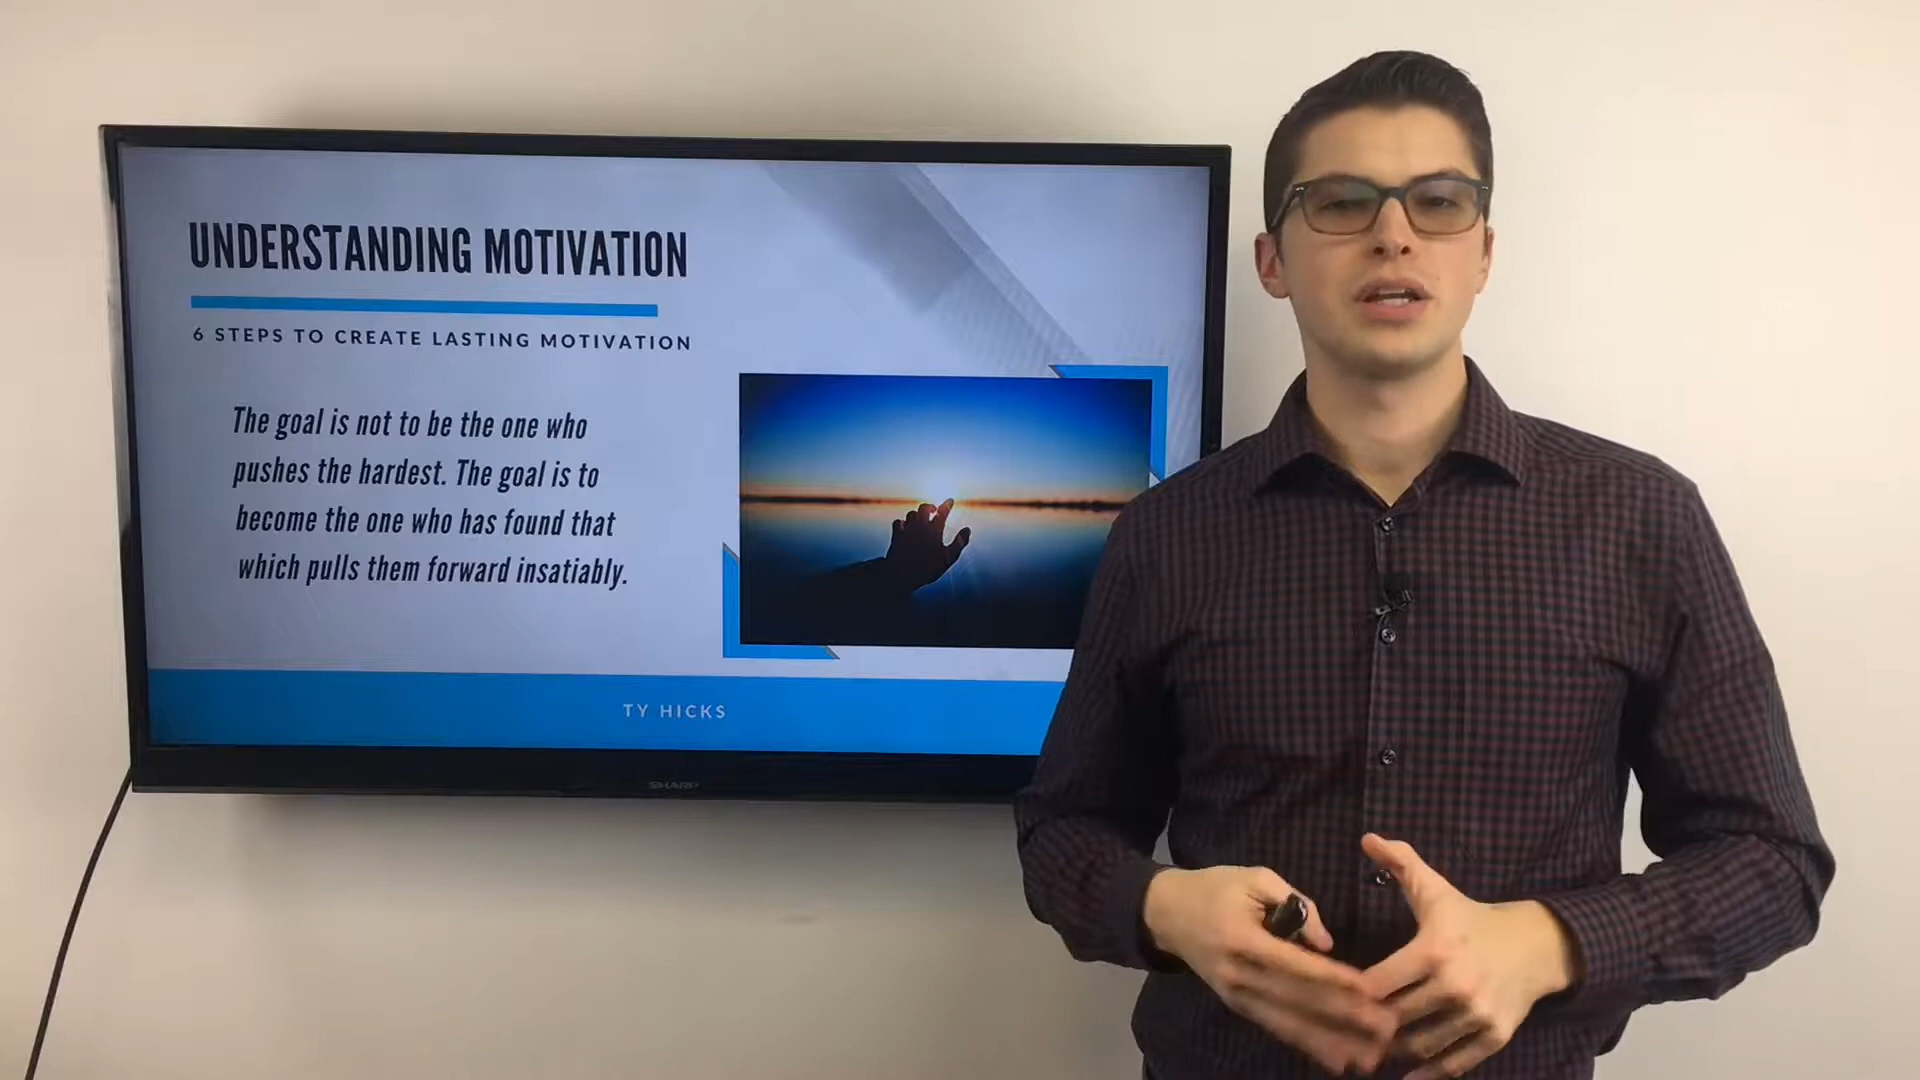 UNDERSTANDING MOTIVATION
6 STEPS TO CREATE LASTING MOTIVATION
The goal is not to be the one who
pushes the hardest. The goal is to
become the one who has found that
which pulls them forward insatiably.
TY HICKS
SHARP